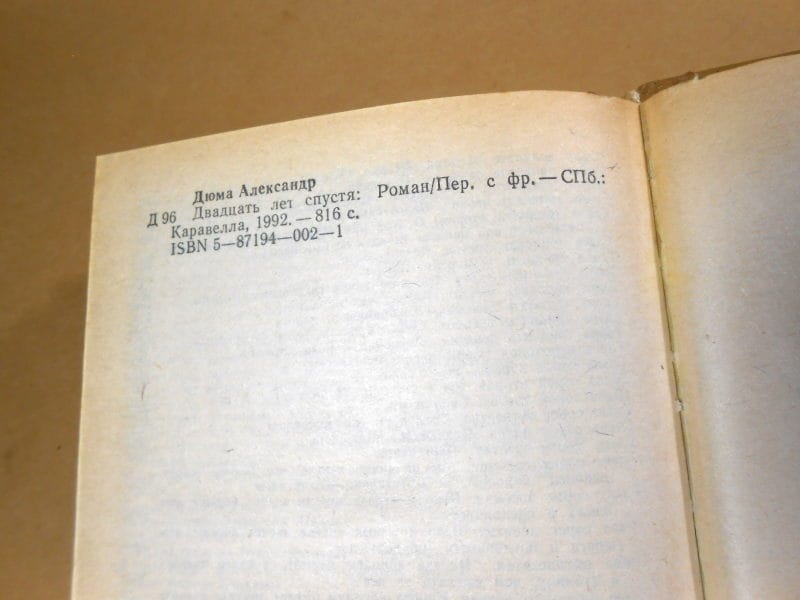 Дюма Александр
Д 96 Двадцать лет спустя: Роман/Пер. с фр. — СПб.:
Каравелла, 1992. — 816 с.
ISBN 5—87194—002—1